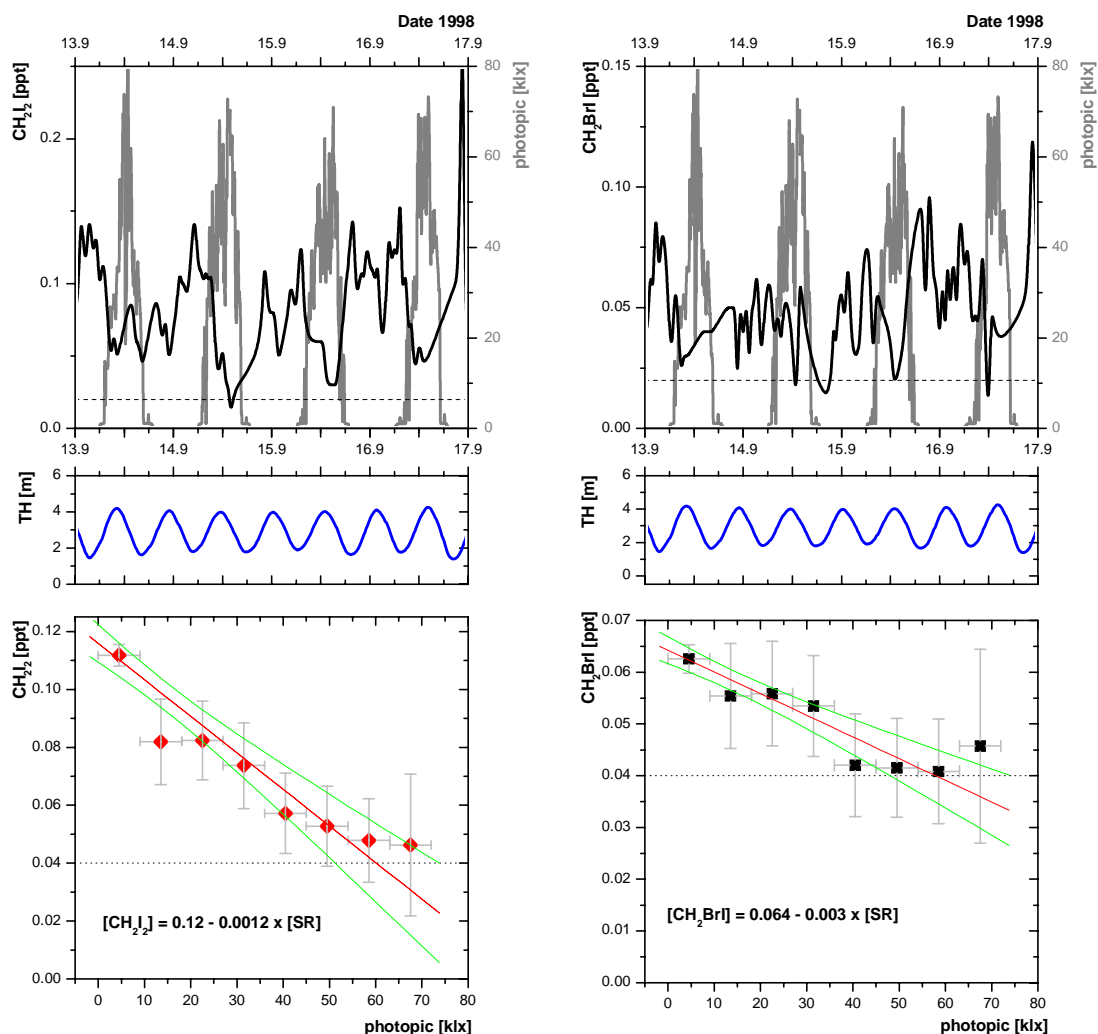 Date 1998
13.9 14.9 15.9 16.9 17.9
CH2I2 [ppt]
0.2
0.1
0.0
80
60
40
20
0
photopic [klx]
13.9 14.9 15.9 16.9 17.9
TH [m]
6
4
2
0
CH2I2 [ppt]
0.12
0.10
0.08
0.06
0.04
0.02
0.00
[CH2I2] = 0.12 - 0.0012 x [SR]
0 10 20 30 40 50 60 70 80
photopic [klx]
Date 1998
13.9 14.9 15.9 16.9 17.9
CH2BrI [ppt]
0.15
0.10
0.05
0.00
80
60
40
20
0
photopic [klx]
13.9 14.9 15.9 16.9 17.9
TH [m]
6
4
2
0
CH2BrI [ppt]
0.07
0.06
0.05
0.04
0.03
0.02
0.01
0.00
[CH2BrI] = 0.064 - 0.003 x [SR]
0 10 20 30 40 50 60 70 80
photopic [klx]